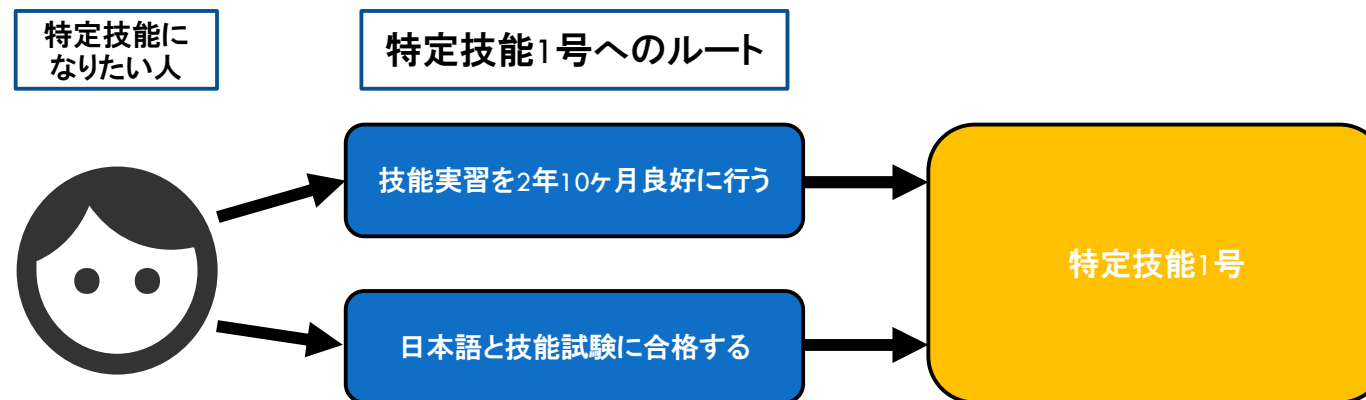 特定技能に
なりたい人
特定技能1号へのルート
技能実習を2年10ヶ月良好に行う
日本語と技能試験に合格する
特定技能1号